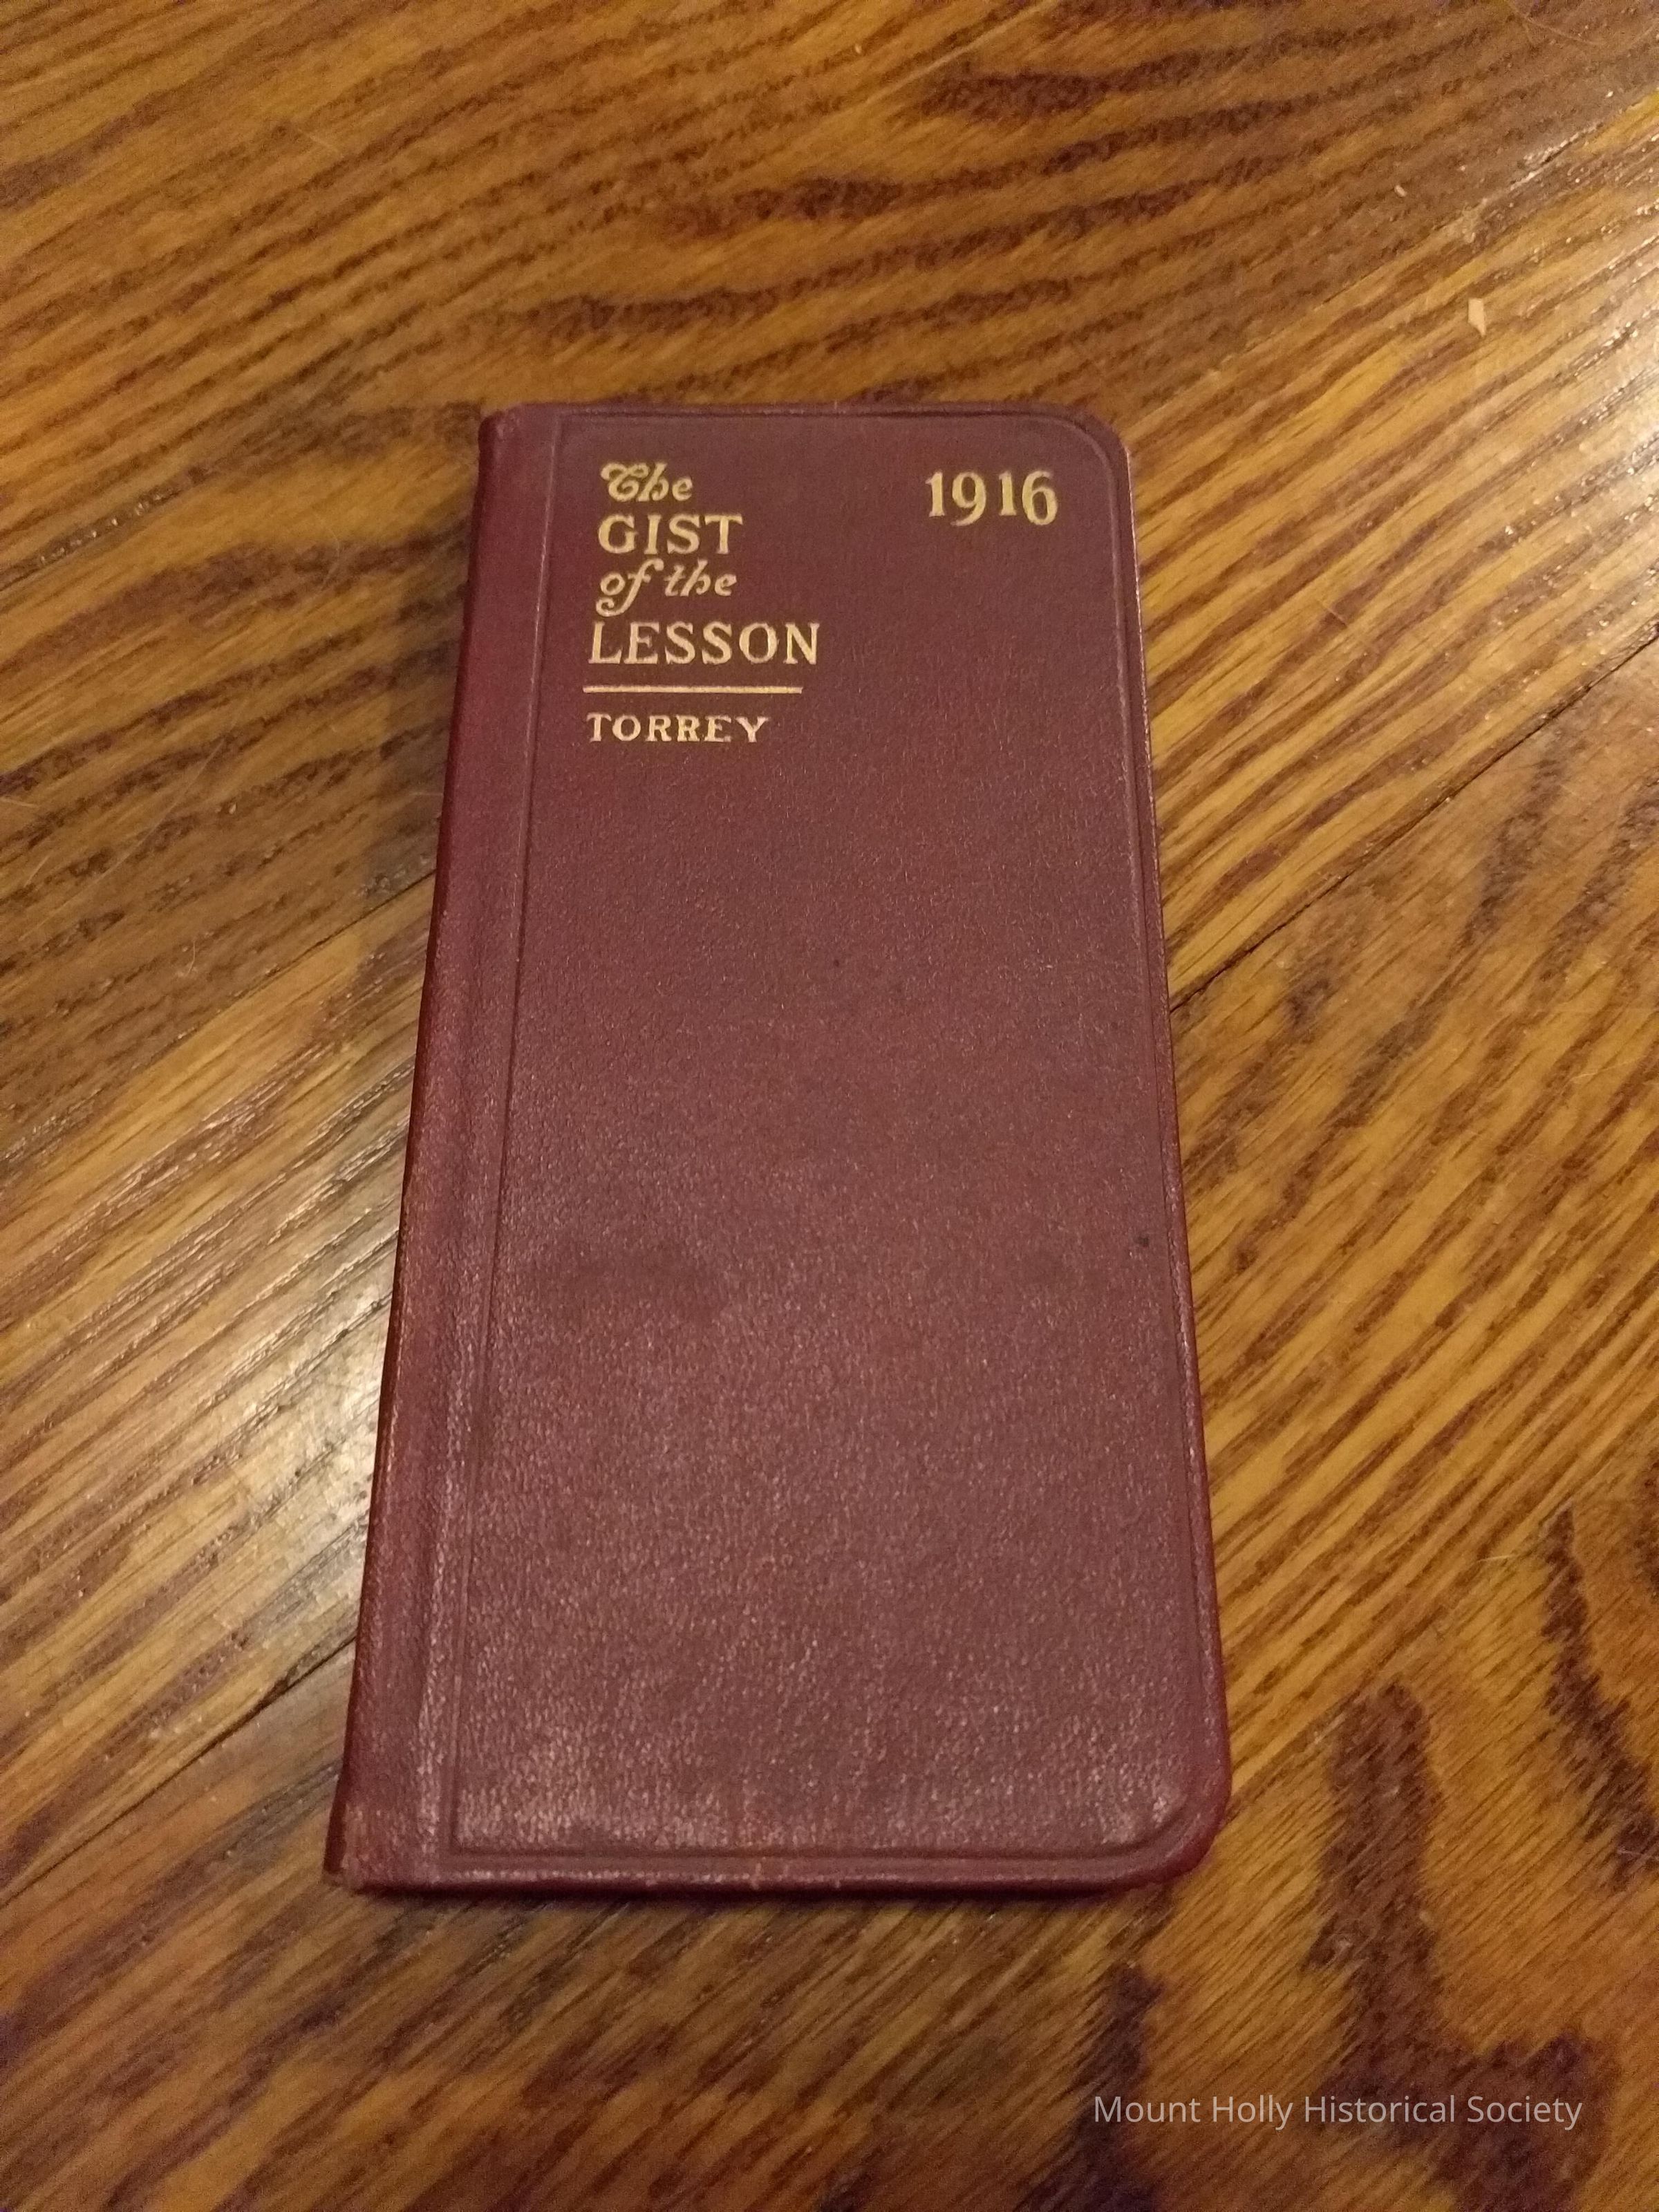 The
GIST
of the
LESSON
TORREY
1916
Mount Holly Historical Society